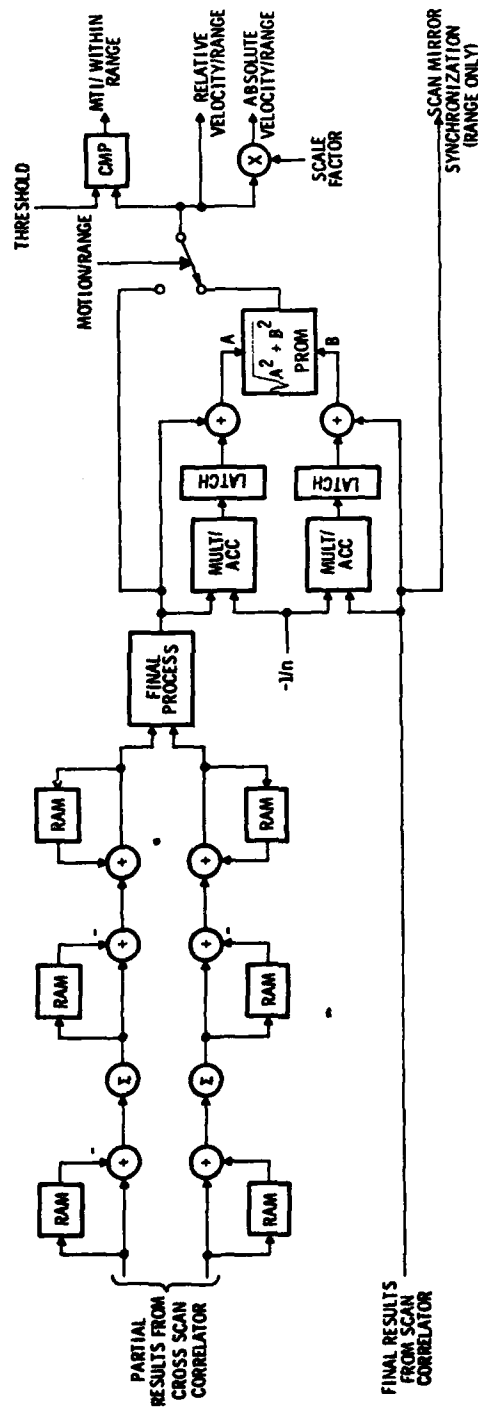 PARTIAL
RESULTS FROM
CROSS SCAN
CORRELATOR
RAM
+
-
Σ
RAM
+
-
RAM
+
RAM
+
Σ
RAM
+
-
RAM
+
FINAL
PROCESS
MULT/
ACC
LATCH
+
A
-1/n
MULT/
ACC
LATCH
+
B
√A² + B²
PROM
MOTION/RANGE
THRESHOLD
CMP
MTI/WITHIN
RANGE
RELATIVE
VELOCITY/RANGE
X
ABSOLUTE
VELOCITY/RANGE
SCALE
FACTOR
FINAL RESULTS
FROM SCAN
CORRELATOR
SCAN MIRROR
SYNCHRONIZATION
(RANGE ONLY)